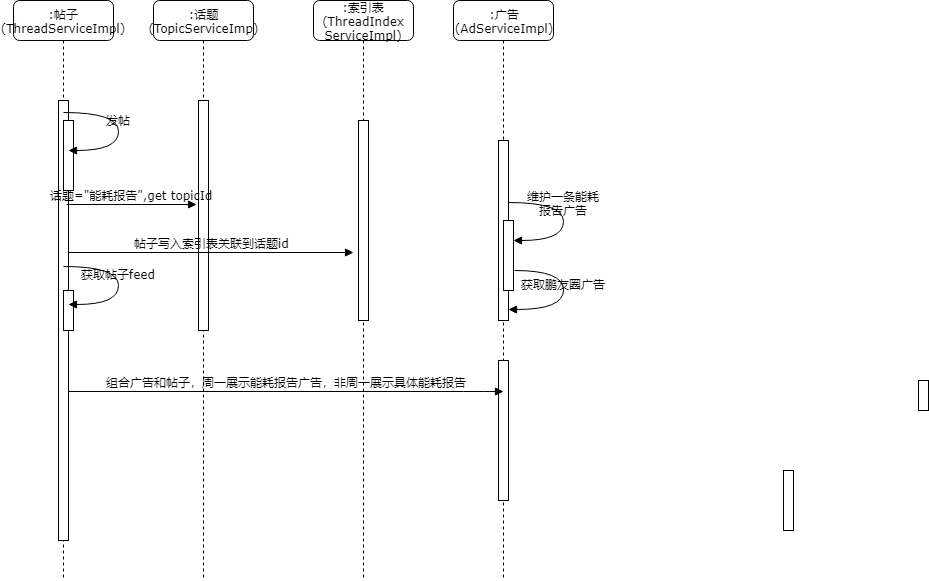 :帖子
(ThreadServiceImpl)
:话题
(TopicServiceImpl)
:索引表
(ThreadIndex
ServiceImpl)
:广告
(AdServiceImpl)
发帖
话题="能耗报告",get topicId
维护一条能耗
报告广告
帖子写入索引表关联到话题id
获取帖子feed
获取鹏友圈广告
组合广告和帖子，周一展示能耗报告广告，非周一展示具体能耗报告